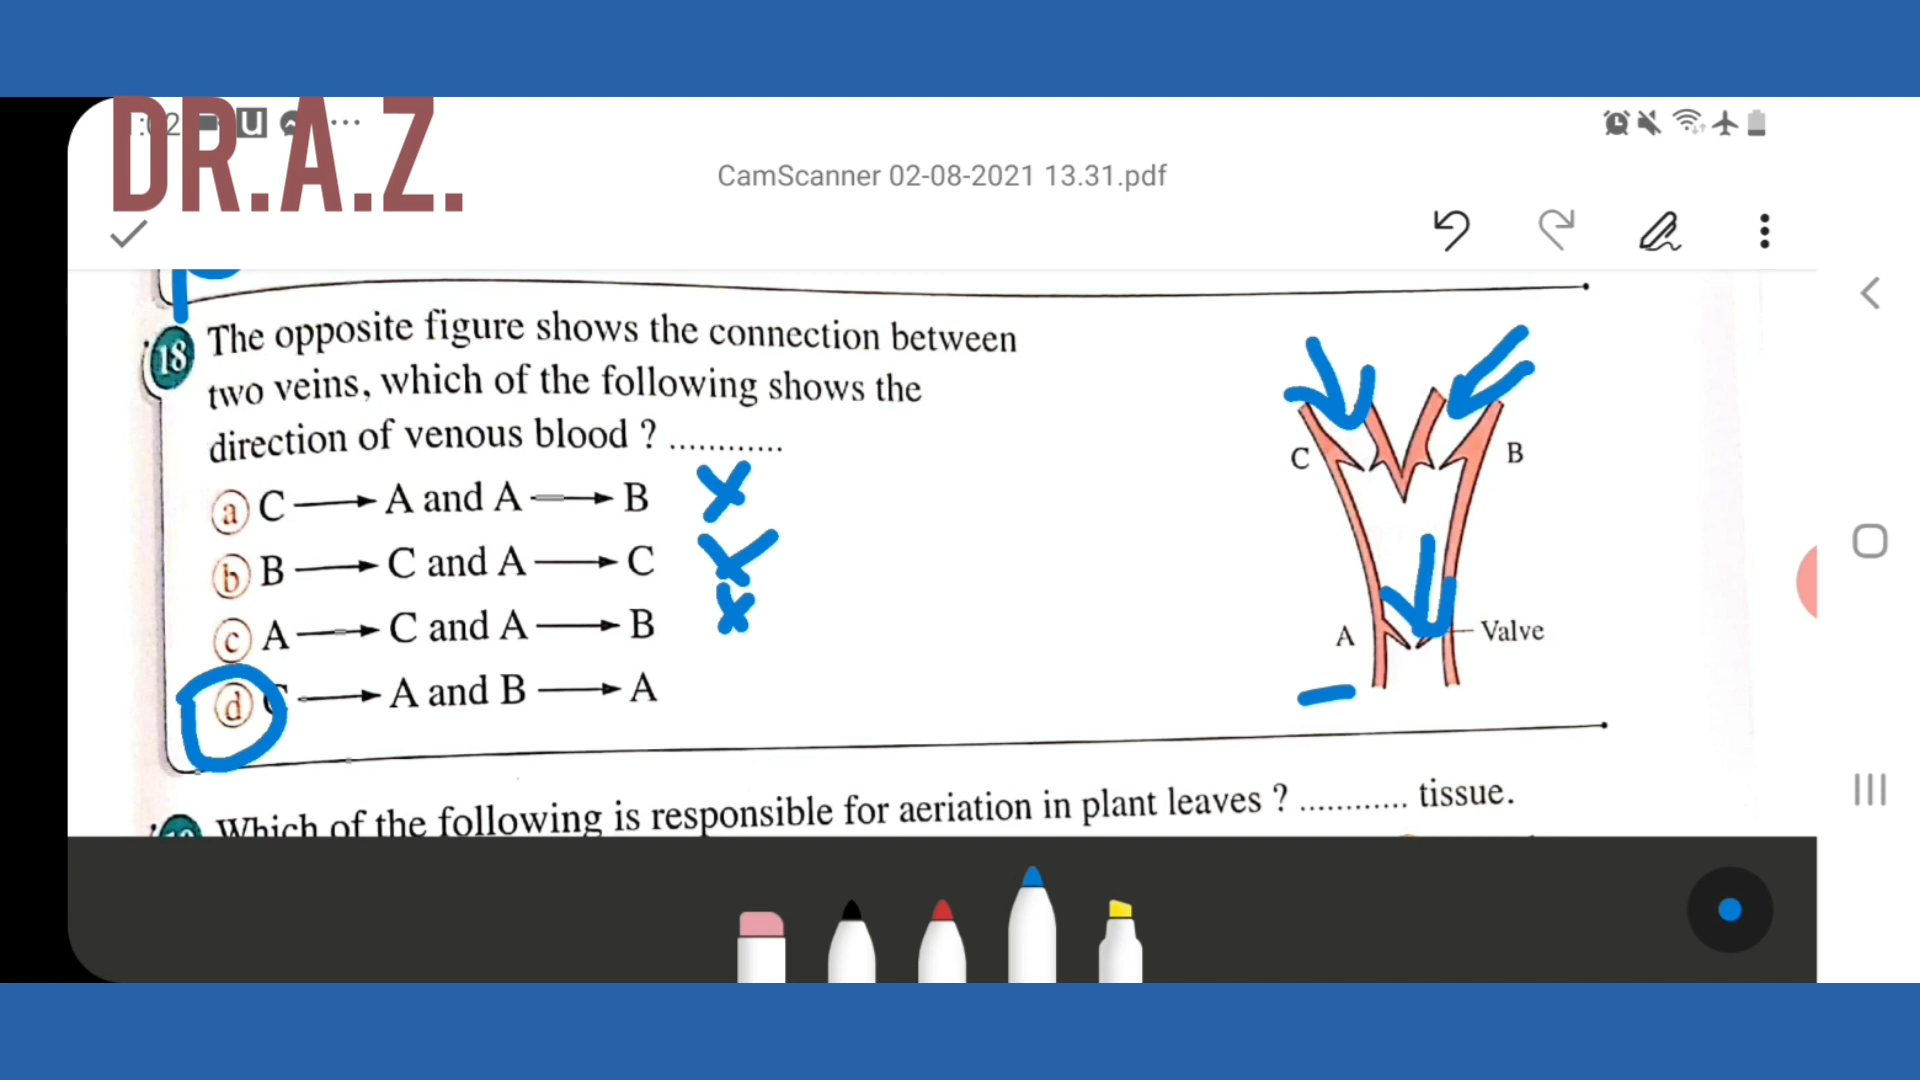 DR.A.Z.
CamScanner 02-08-2021 13.31.pdf
18 The opposite figure shows the connection between
two veins, which of the following shows the
direction of venous blood ? ............
a C → A and A → B
b B → C and A → C
c A → C and A → B
d C → A and B → A
C
B
A
Valve
Which of the following is responsible for aeriation in plant leaves ? ............ tissue.